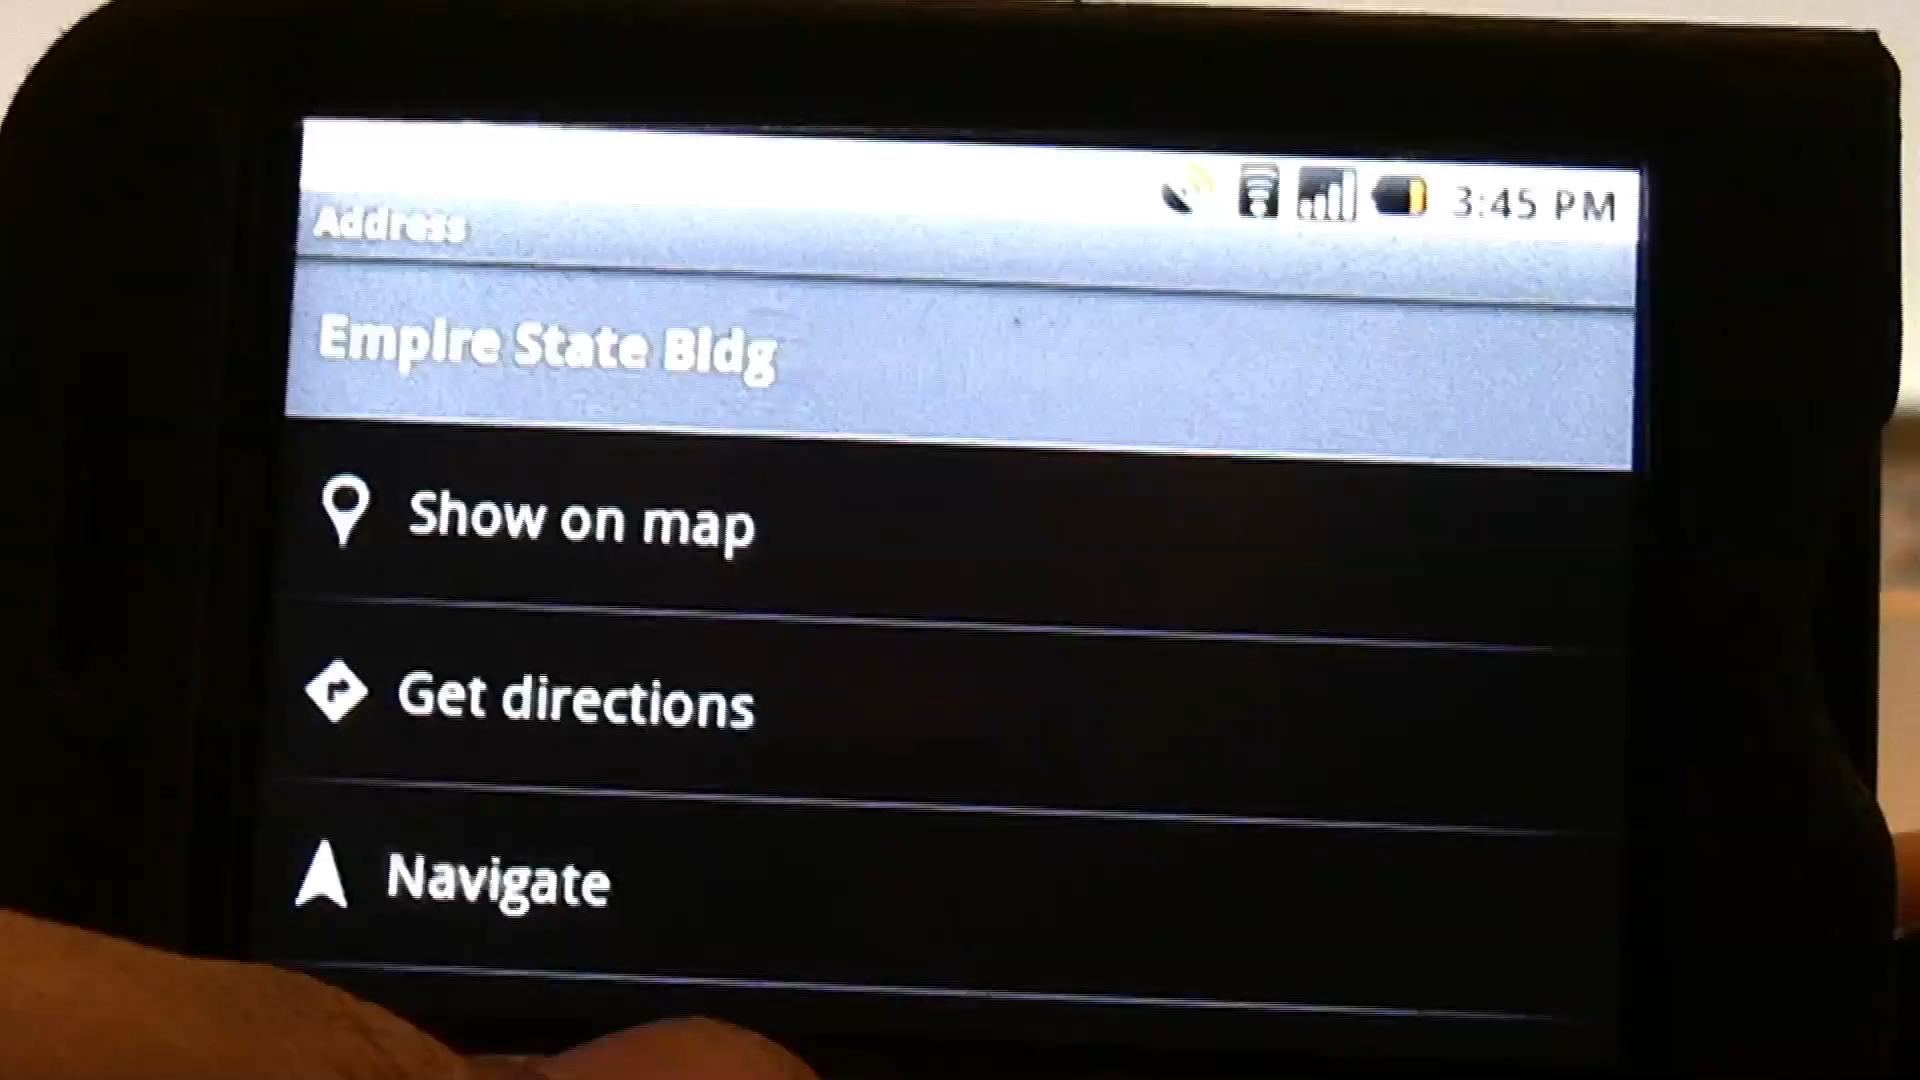 3:45 PM
Address
Empire State Bldg
Show on map
Get directions
Navigate